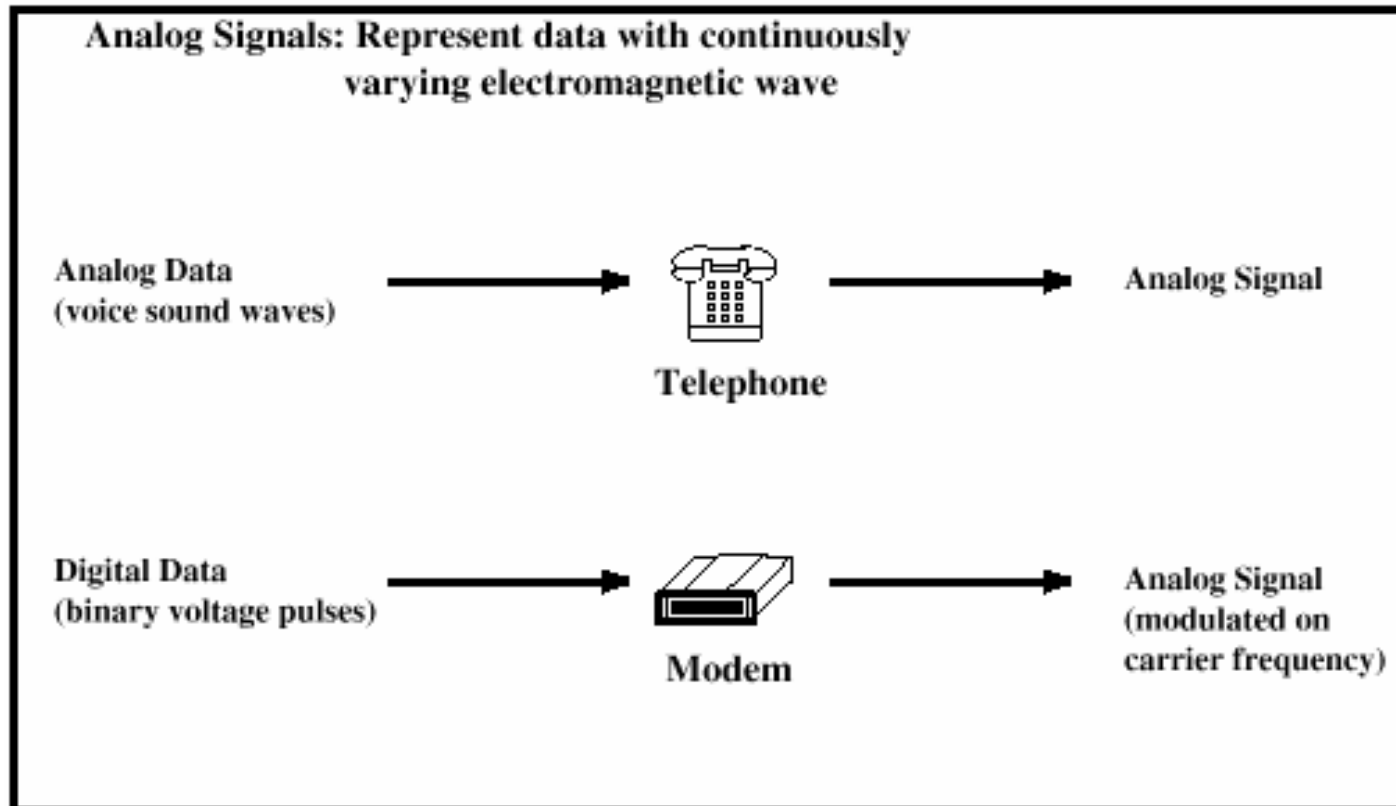 Analog Signals: Represent data with continuously
varying electromagnetic wave
Analog Data
(voice sound waves)
Telephone
Analog Signal
Digital Data
(binary voltage pulses)
Modem
Analog Signal
(modulated on
carrier frequency)